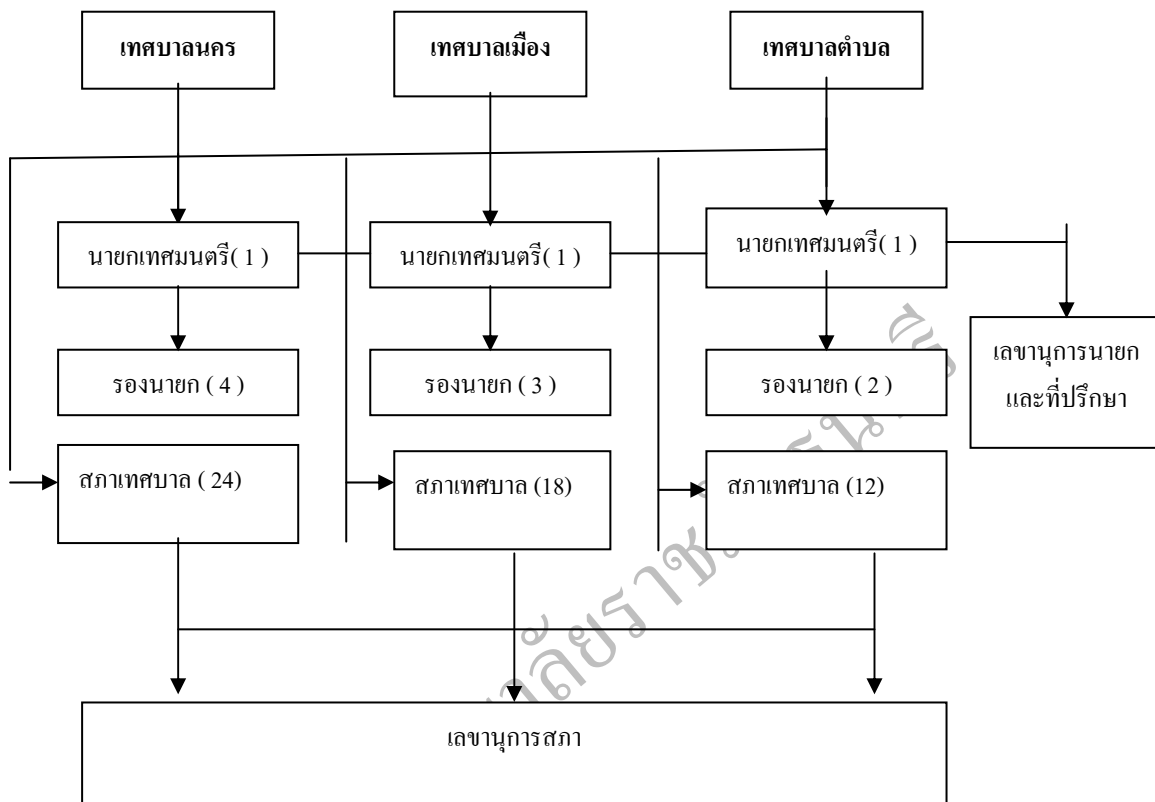 เทศบาลนคร
เทศบาลเมือง
เทศบาลตำบล
นายกเทศมนตรี( 1 )
นายกเทศมนตรี( 1 )
นายกเทศมนตรี( 1 )
รองนายก ( 4 )
รองนายก ( 3 )
รองนายก ( 2 )
เลขานุการนายก
และที่ปรึกษา
สภาเทศบาล ( 24)
สภาเทศบาล (18)
สภาเทศบาล (12)
เลขานุการสภา